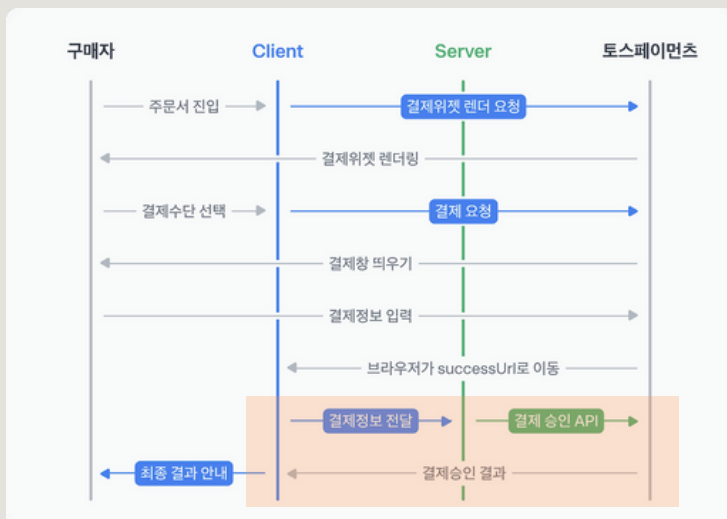 구매자
Client
Server
토스페이먼츠
주문서 진입
결제위젯 렌더 요청
결제위젯 렌더링
결제수단 선택
결제 요청
결제창 띄우기
결제정보 입력
브라우저가 successUrl로 이동
결제정보 전달
결제 승인 API
최종 결과 안내
결제승인 결과